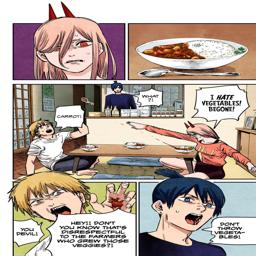 WHAT
?!
I HATE
VEGETABLES!
BEGONE!
CARROT!
YOU
DEVIL!
HEY!! DON'T
YOU KNOW THAT'S
DISRESPECTFUL
TO THE FARMERS
WHO GREW THOSE
VEGGIES?!
DON'T
THROW
VEGETA-
BLES!